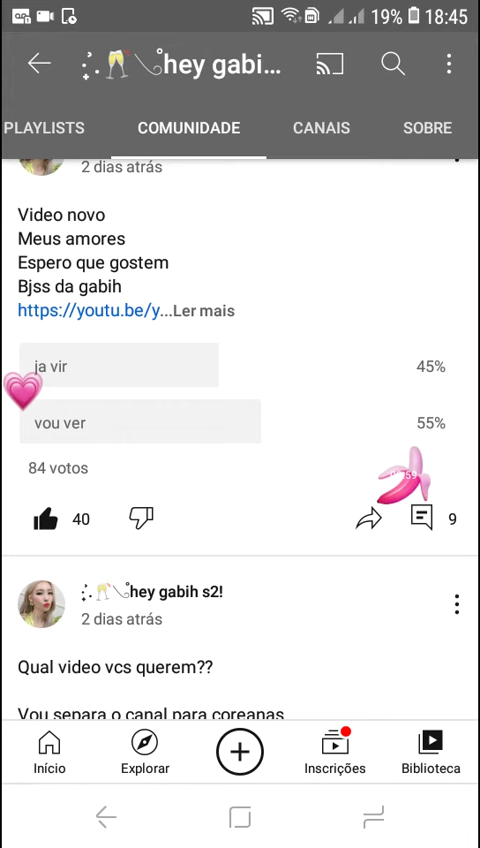 19% 18:45
hey gabi...
PLAYLISTS COMUNIDADE CANAIS SOBRE
2 dias atrás
Video novo
Meus amores
Espero que gostem
Bjss da gabih
https://youtu.be/y...Ler mais
ja vir 45%
vou ver 55%
84 votos
40 9
hey gabih s2!
2 dias atrás
Qual video vcs querem??
Vou separa o canal para coreanas
Início Explorar Inscrições Biblioteca